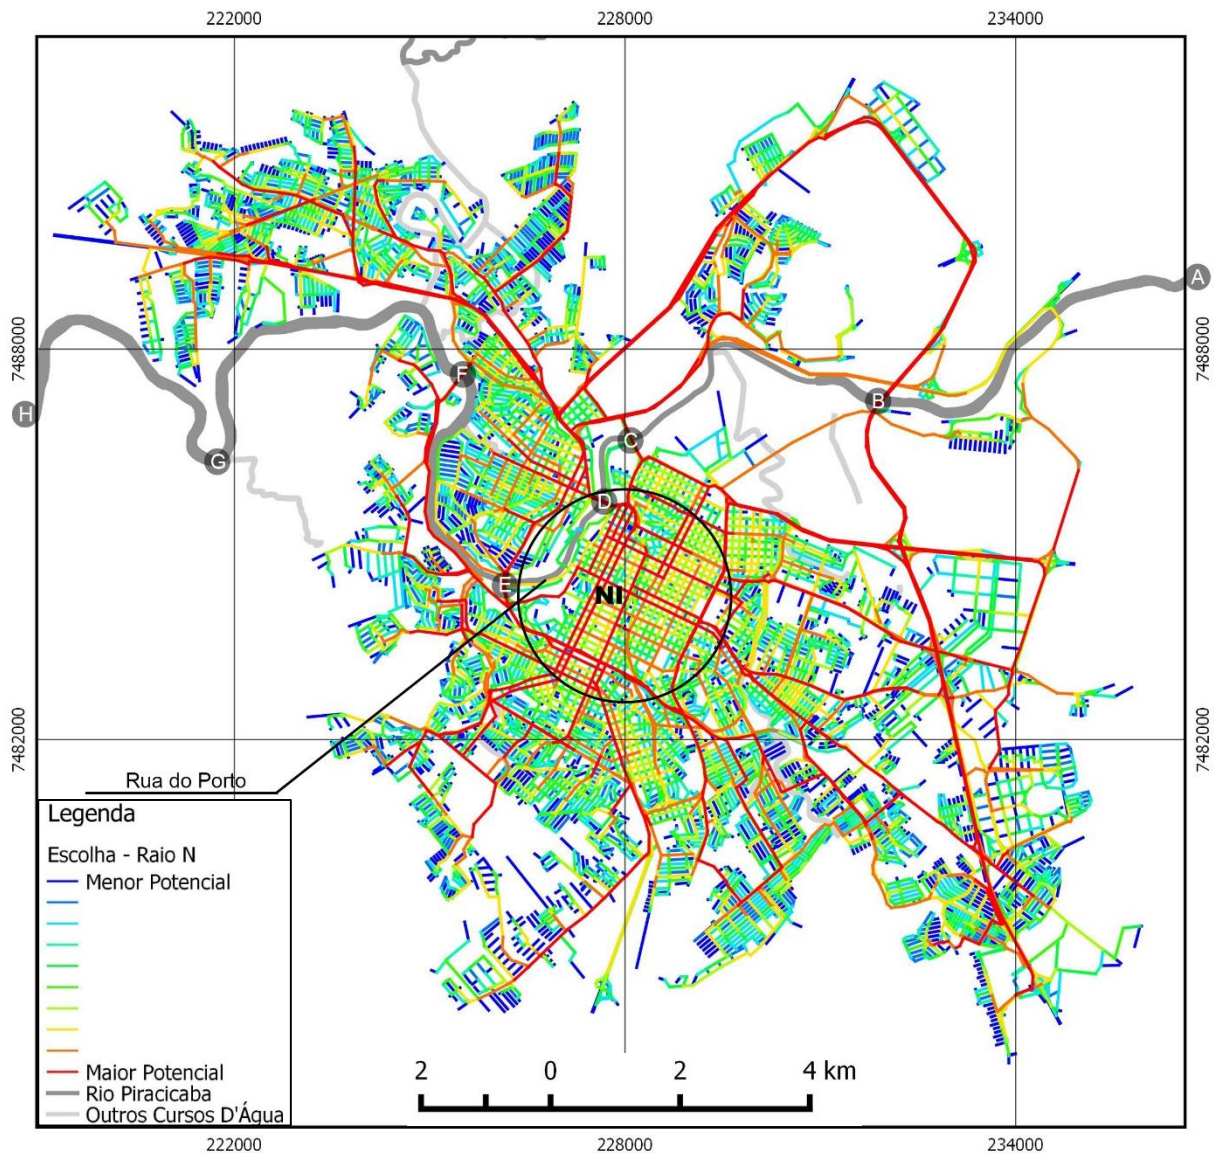 222000
228000
234000
A
7488000
7488000
F
B
H
C
G
D
E
NI
7482000
7482000
Rua do Porto
Legenda
Escolha - Raio N
Menor Potencial
Maior Potencial
Rio Piracicaba
Outros Cursos D'Água
2 0 2 4 km
222000
228000
234000